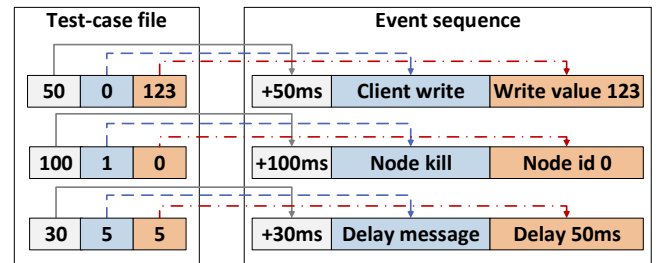 Test-case file
Event sequence
50 0 123
+50ms Client write Write value 123
100 1 0
+100ms Node kill Node id 0
30 5 5
+30ms Delay message Delay 50ms